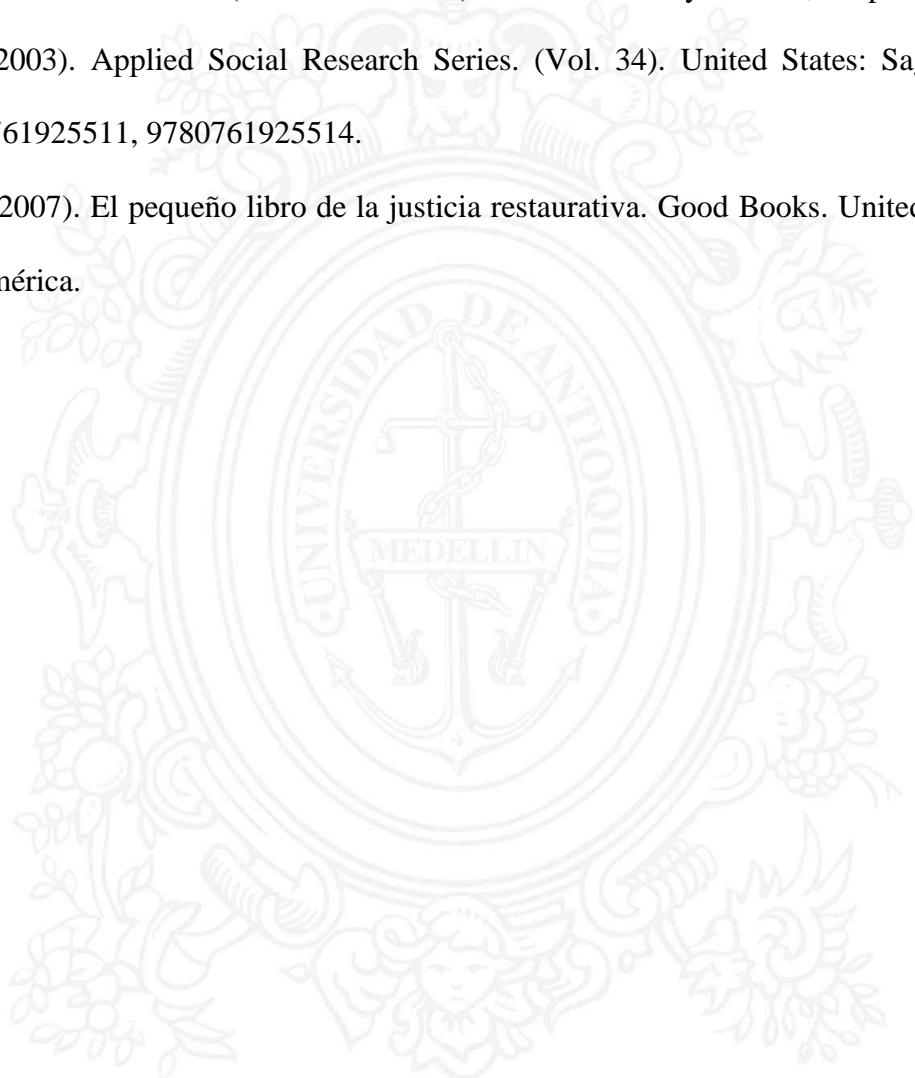 2003). Applied Social Research Series. (Vol. 34). United States: Sa
761925511, 9780761925514.
2007). El pequeño libro de la justicia restaurativa. Good Books. United
mérica.
UNIVERSIDAD DE ANTIOQUIA
MEDELLIN